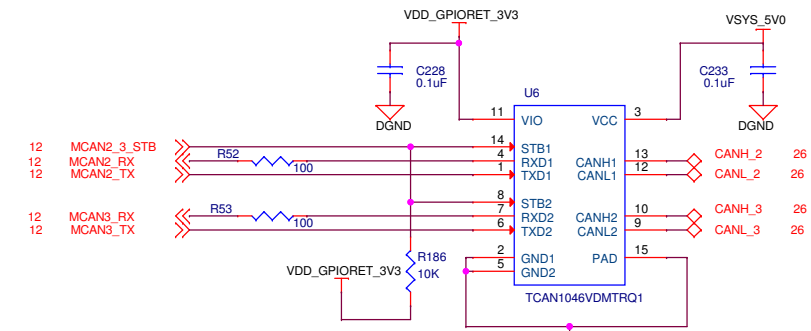 VDD_GPIORET_3V3
VSYS_5V0
C228
0.1uF
C233
0.1uF
U6
DGND
DGND
11 VIO VCC 3
12 MCAN2_3_STB 14 STB1
12 MCAN2_RX R52 100 4 RXD1 CANH1 13 CANH_2 26
12 MCAN2_TX 1 TXD1 CANL1 12 CANL_2 26
8 STB2
12 MCAN3_RX R53 100 7 RXD2 CANH2 10 CANH_3 26
12 MCAN3_TX 6 TXD2 CANL2 9 CANL_3 26
R186
10K
2 GND1 PAD 15
5 GND2
VDD_GPIORET_3V3
TCAN1046VDMTRQ1